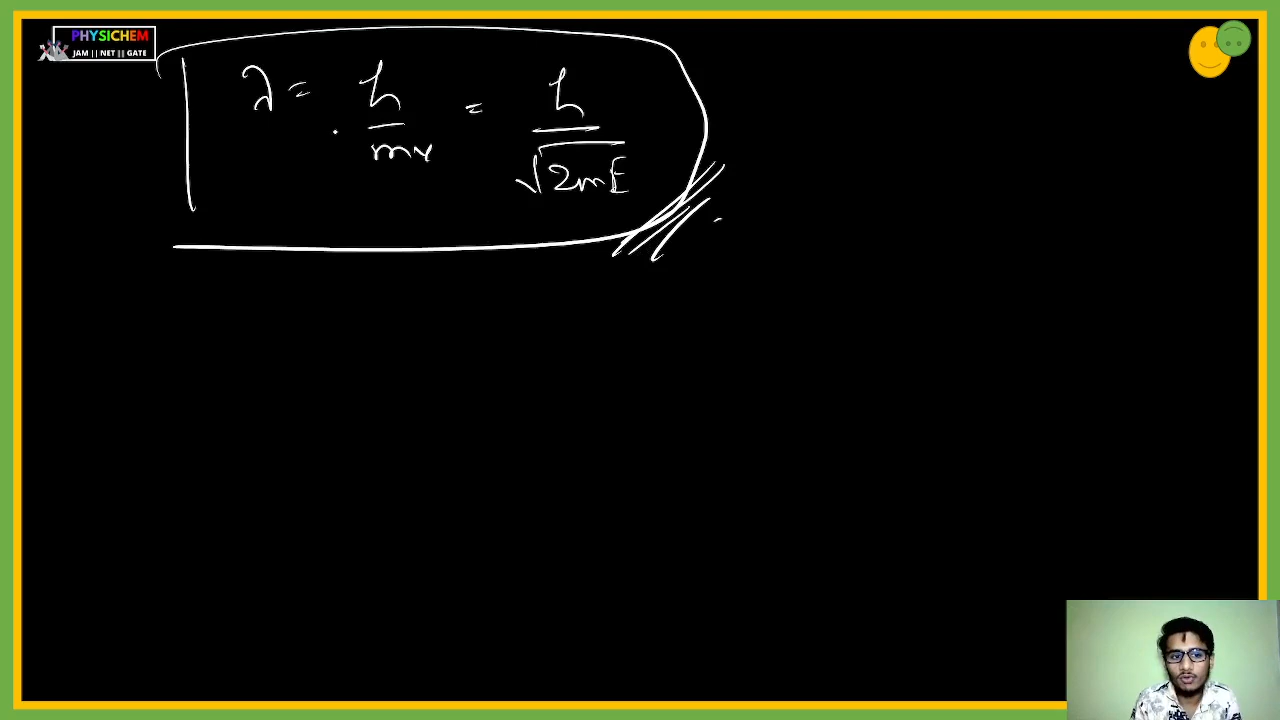 PHYSICHEM
JAM || NET || GATE
λ = h/mv = h/√2mE